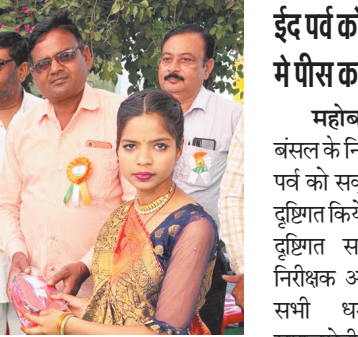 ईद पर्व को
मे पीस क
महोब
बंसल के नि
पर्व को सक
दृष्टिगत किये
दृष्टिगत स
निरीक्षक अ
सभी ध